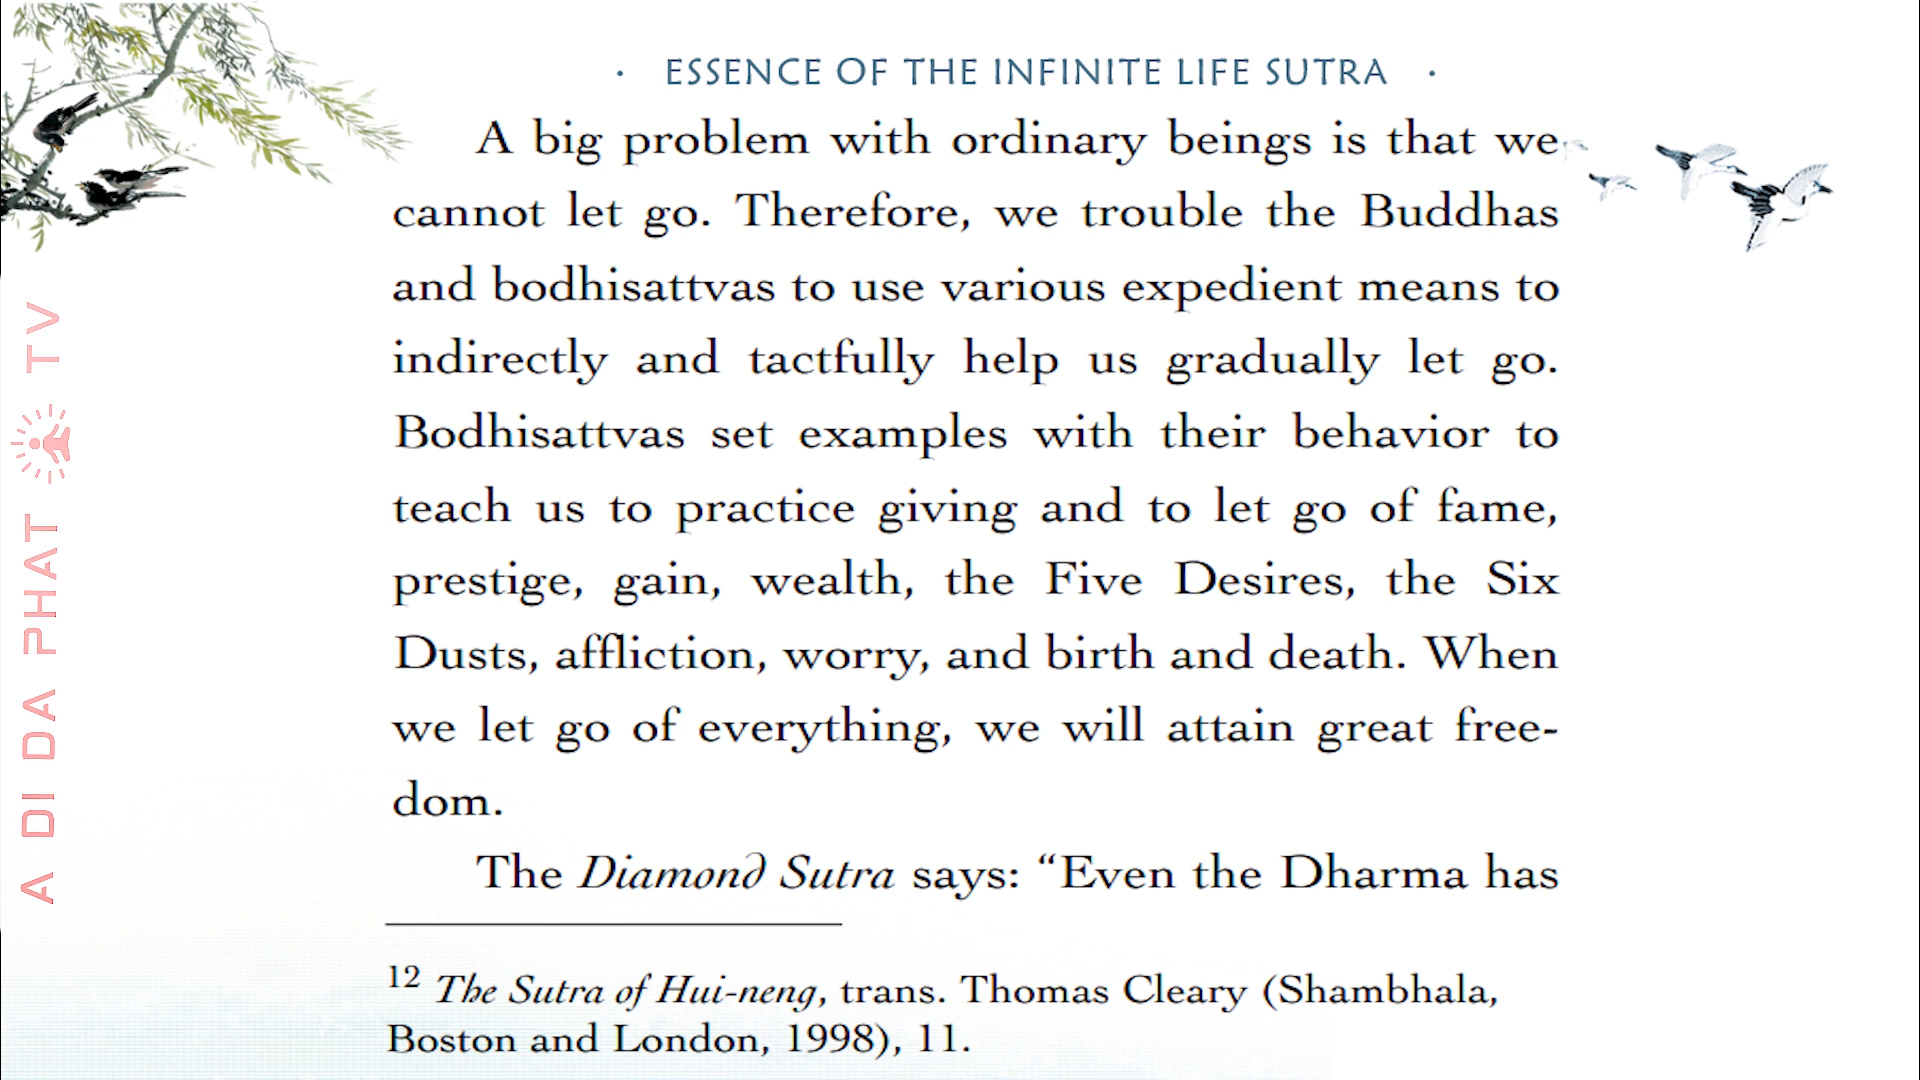 · ESSENCE OF THE INFINITE LIFE SUTRA ·
A big problem with ordinary beings is that we
cannot let go. Therefore, we trouble the Buddhas
and bodhisattvas to use various expedient means to
indirectly and tactfully help us gradually let go.
Bodhisattvas set examples with their behavior to
teach us to practice giving and to let go of fame,
prestige, gain, wealth, the Five Desires, the Six
Dusts, affliction, worry, and birth and death. When
we let go of everything, we will attain great free-
dom.
The Diamond Sutra says: “Even the Dharma has
12 The Sutra of Hui-neng, trans. Thomas Cleary (Shambhala,
Boston and London, 1998), 11.
A DI DA PHAT TV